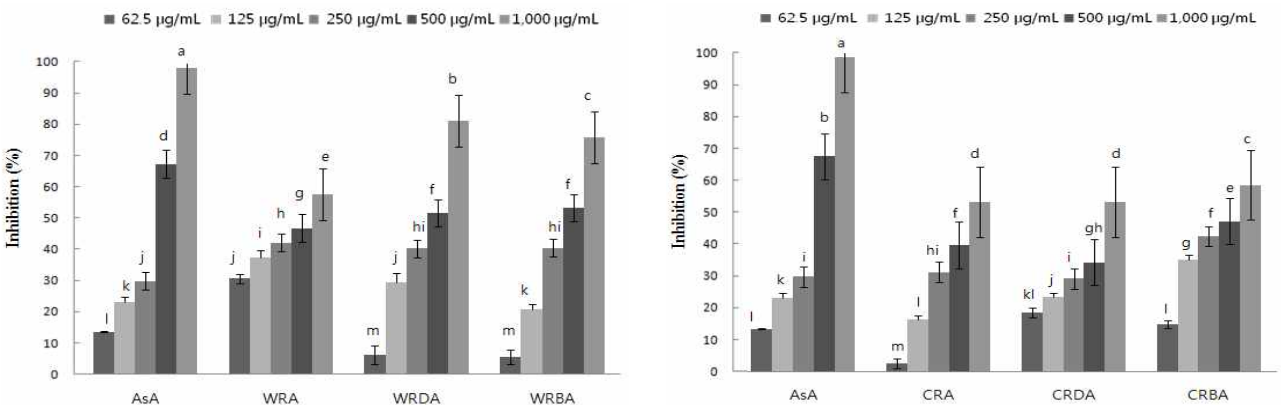 62.5 µg/mL 125 µg/mL 250 µg/mL 500 µg/mL 1,000 µg/mL
Inhibition (%)
100
90
80
70
60
50
40
30
20
10
0
l k j d a
j i h g e
m j hi f b
m k hi f c
AsA WRA WRDA WRBA
62.5 µg/mL 125 µg/mL 250 µg/mL 500 µg/mL 1,000 µg/mL
Inhibition (%)
100
90
80
70
60
50
40
30
20
10
0
l k i b a
m l hi f d
kl j i gh d
l g f e c
AsA CRA CRDA CRBA